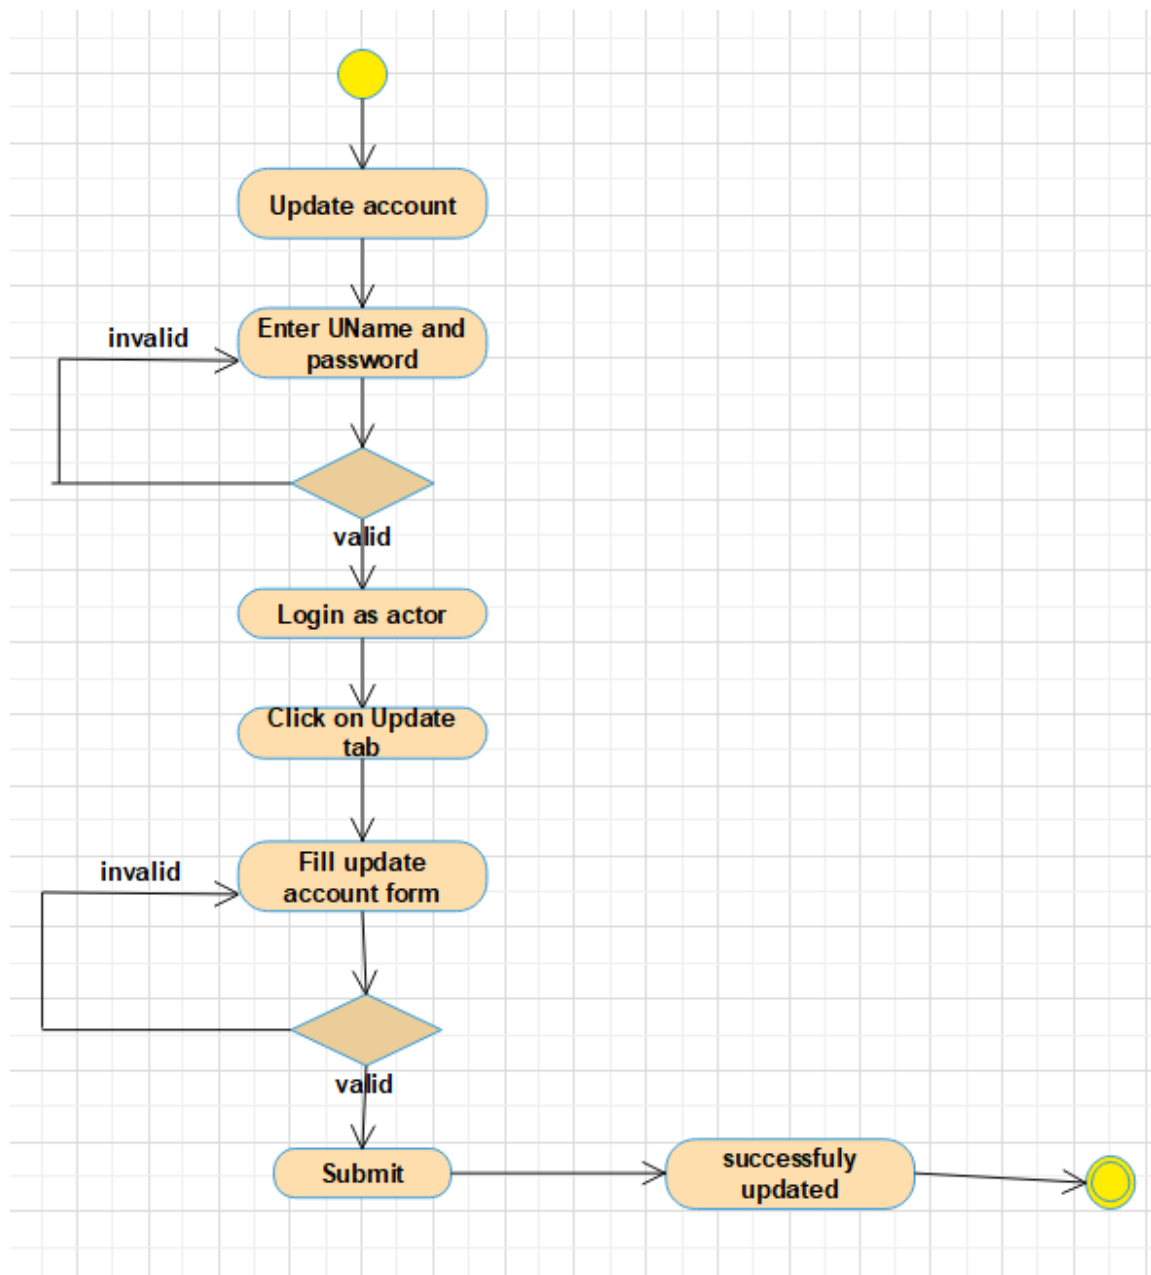 Update account
Enter UName and
password
invalid
valid
Login as actor
Click on Update
tab
Fill update
account form
invalid
valid
Submit
successfuly
updated